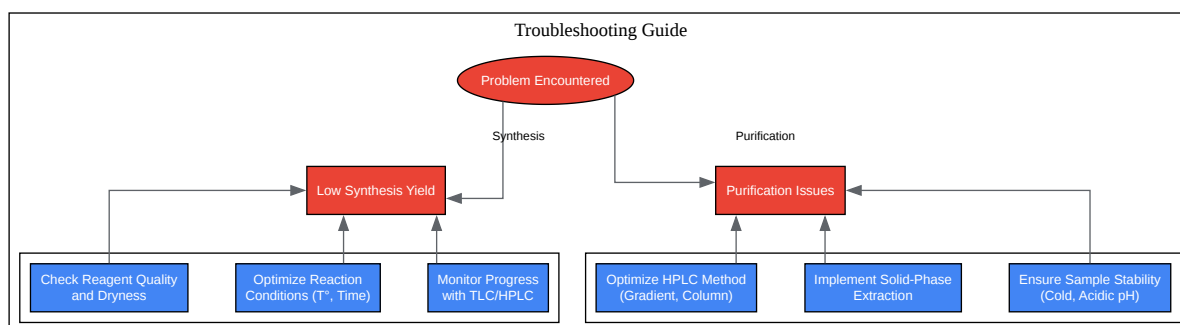 Troubleshooting Guide
Problem Encountered
Synthesis
Purification
Low Synthesis Yield
Purification Issues
Check Reagent Quality
and Dryness
Optimize Reaction
Conditions (T°, Time)
Monitor Progress
with TLC/HPLC
Optimize HPLC Method
(Gradient, Column)
Implement Solid-Phase
Extraction
Ensure Sample Stability
(Cold, Acidic pH)